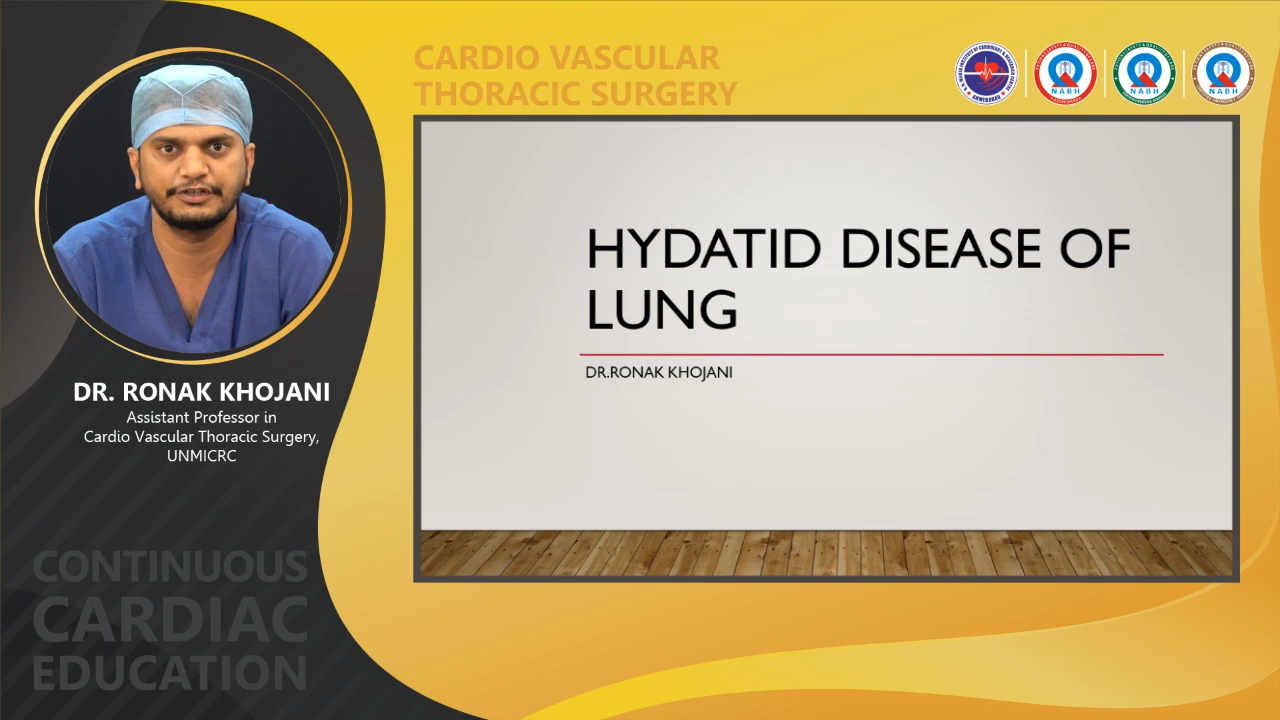 CARDIO VASCULAR
THORACIC SURGERY
NABH
NABH
NABH
HYDATID DISEASE OF
LUNG
DR.RONAK KHOJANI
DR. RONAK KHOJANI
Assistant Professor in
Cardio Vascular Thoracic Surgery,
UNMICRC
CONTINUOUS
CARDIAC
EDUCATION